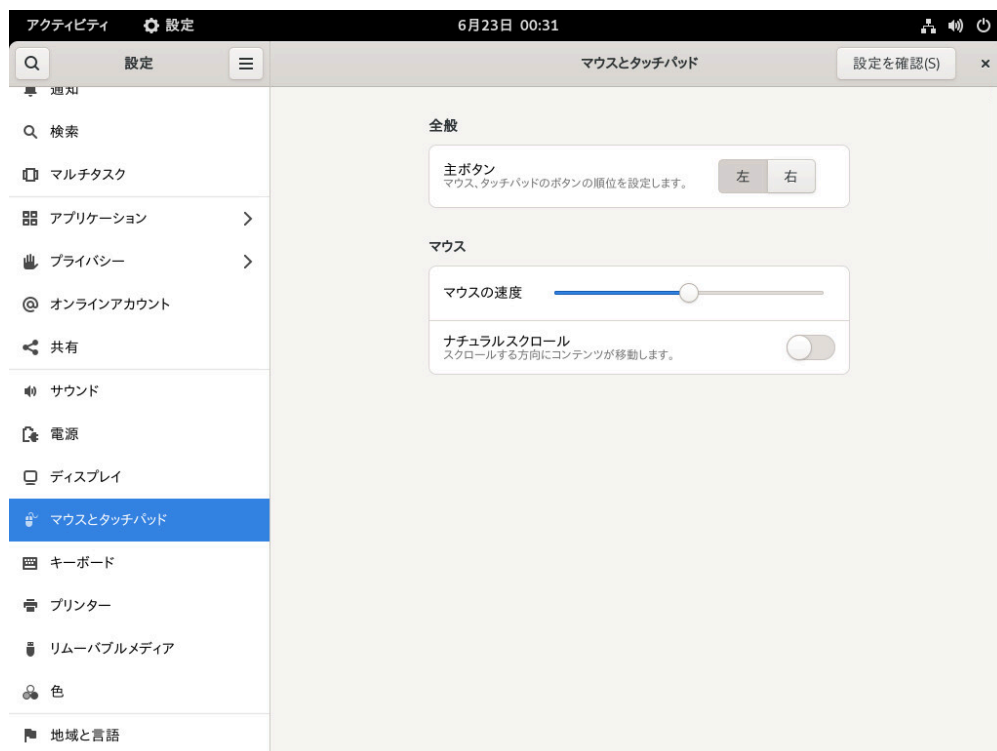 アクティビティ
設定
6月23日 00:31
設定
マウスとタッチパッド
設定を確認(S)
通知
検索
マルチタスク
アプリケーション
プライバシー
オンラインアカウント
共有
サウンド
電源
ディスプレイ
マウスとタッチパッド
キーボード
プリンター
リムーバブルメディア
色
地域と言語
全般
主ボタン
マウス、タッチパッドのボタンの順位を設定します。
左
右
マウス
マウスの速度
ナチュラルスクロール
スクロールする方向にコンテンツが移動します。